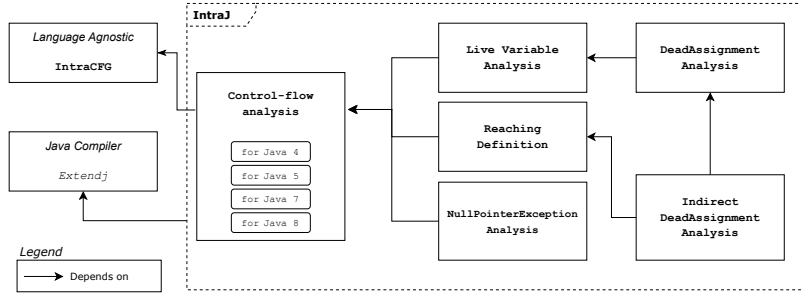 IntraJ
Language Agnostic
IntraCFG
Java Compiler
Extendj
Control-flow
analysis
for Java 4
for Java 5
for Java 7
for Java 8
Live Variable
Analysis
Reaching
Definition
NullPointerException
Analysis
DeadAssignment
Analysis
Indirect
DeadAssignment
Analysis
Legend
Depends on